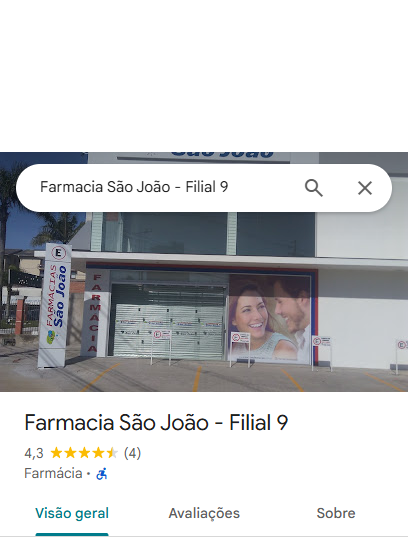 São João
Farmacia São João - Filial 9
E
FARMACIAS
São João
FARMACIA
Farmacia São João - Filial 9
4,3 (4)
Farmácia ·
Visão geral
Avaliações
Sobre